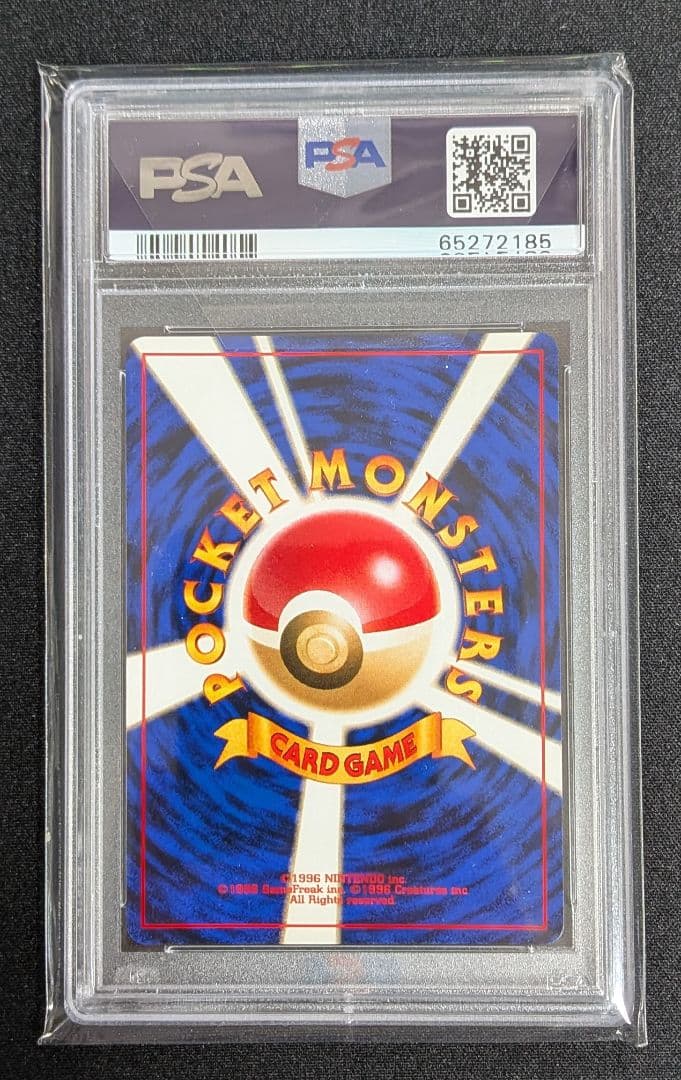 PSA
PSA
65272185
POCKET MONSTERS
CARD GAME
©1996 NINTENDO inc.
©1996 GameFreak inc. ©1996 Creatures inc.
All Rights reserved.